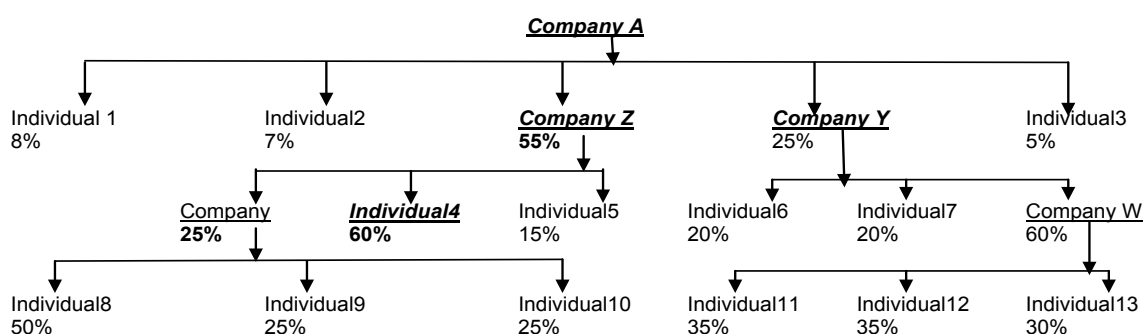 Company A
Individual 1 Individual2 Company Z Company Y Individual3
8% 7% 55% 25% 5%
Company Individual4 Individual5 Individual6 Individual7 Company W
25% 60% 15% 20% 20% 60%
Individual8 Individual9 Individual10 Individual11 Individual12 Individual13
50% 25% 25% 35% 35% 30%